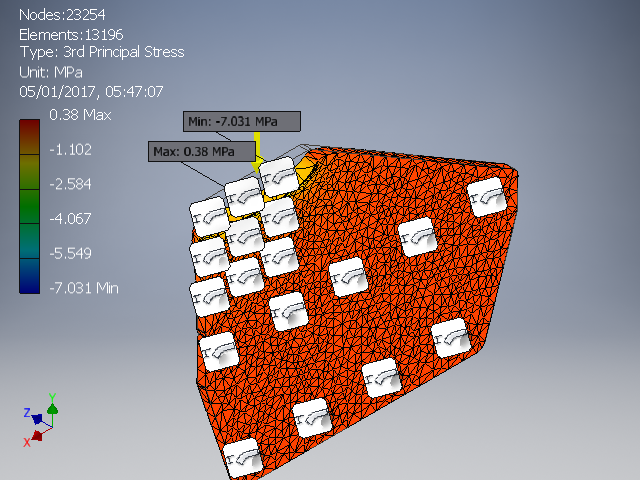 Nodes:23254
Elements:13196
Type: 3rd Principal Stress
Unit: MPa
05/01/2017, 05:47:07
0.38 Max
-1.102
-2.584
-4.067
-5.549
-7.031 Min
Min: -7.031 MPa
Max: 0.38 MPa
Y
Z
X